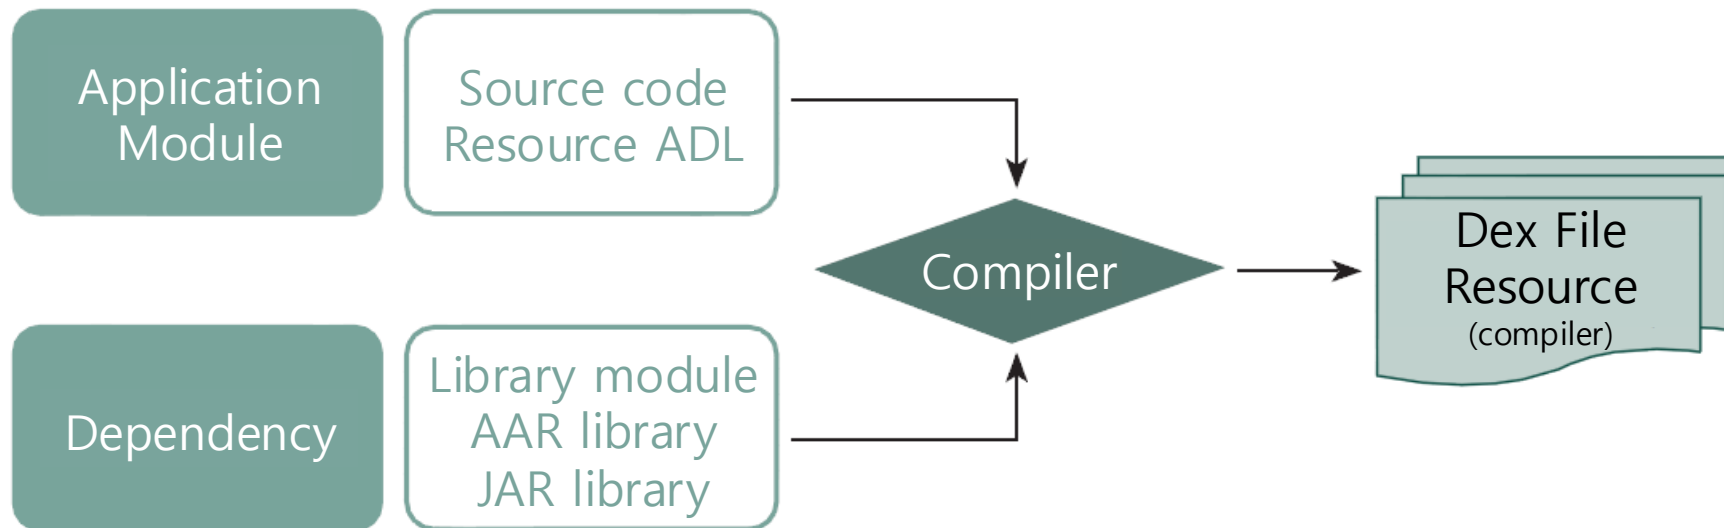 Application
Module
Source code
Resource ADL
Compiler
Dex File
Resource
(compiler)
Dependency
Library module
AAR library
JAR library